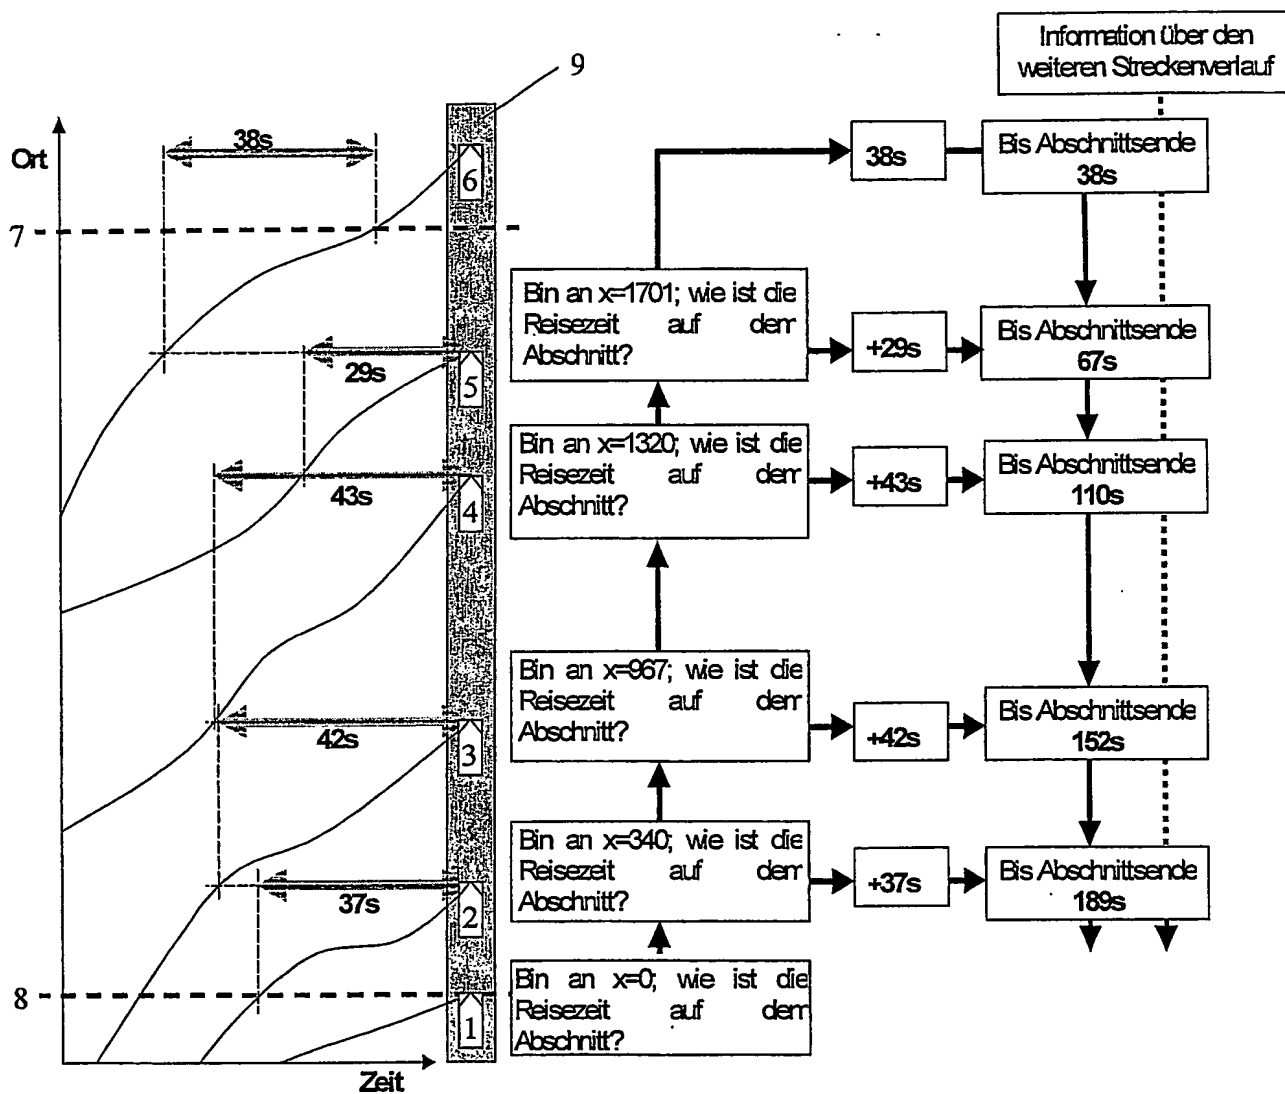 Information über den
weiteren Streckenverlauf
9
Ort
38s
38s
Bis Abschnittsende
38s
6
7
Bin an x=1701; wie ist die
Reisezeit auf dem
Abschnitt?
+29s
Bis Abschnittsende
67s
29s
5
Bin an x=1320; wie ist die
Reisezeit auf dem
Abschnitt?
+43s
Bis Abschnittsende
110s
43s
4
Bin an x=967; wie ist die
Reisezeit auf dem
Abschnitt?
+42s
Bis Abschnittsende
152s
42s
3
Bin an x=340; wie ist die
Reisezeit auf dem
Abschnitt?
+37s
Bis Abschnittsende
189s
37s
2
8
Bin an x=0; wie ist die
Reisezeit auf dem
Abschnitt?
1
Zeit